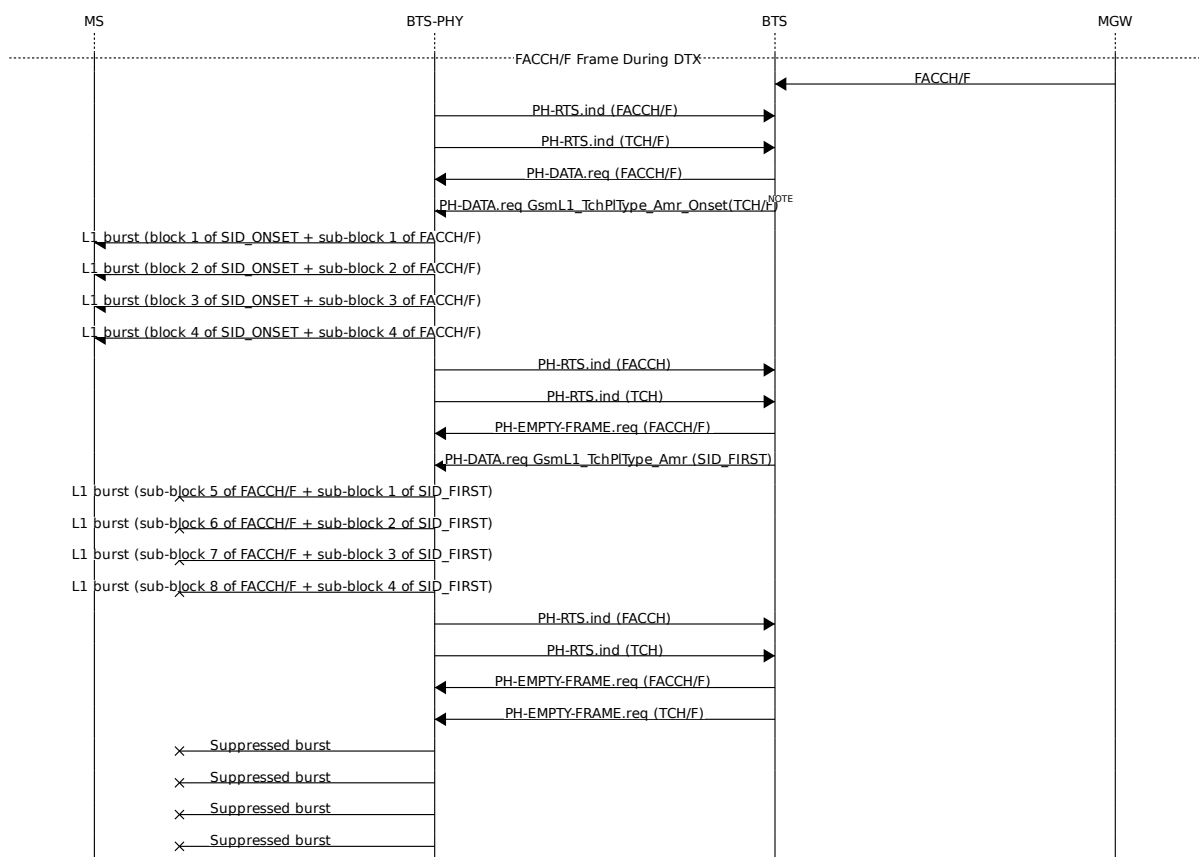 MS BTS-PHY BTS MGW
FACCH/F Frame During DTX
FACCH/F
PH-RTS.ind (FACCH/F)
PH-RTS.ind (TCH/F)
PH-DATA.req (FACCH/F)
PH-DATA.req GsmL1_TchPlType_Amr_Onset(TCH/F) NOTE
L1 burst (block 1 of SID_ONSET + sub-block 1 of FACCH/F)
L1 burst (block 2 of SID_ONSET + sub-block 2 of FACCH/F)
L1 burst (block 3 of SID_ONSET + sub-block 3 of FACCH/F)
L1 burst (block 4 of SID_ONSET + sub-block 4 of FACCH/F)
PH-RTS.ind (FACCH)
PH-RTS.ind (TCH)
PH-EMPTY-FRAME.req (FACCH/F)
PH-DATA.req GsmL1_TchPlType_Amr (SID_FIRST)
L1 burst (sub-block 5 of FACCH/F + sub-block 1 of SID_FIRST)
L1 burst (sub-block 6 of FACCH/F + sub-block 2 of SID_FIRST)
L1 burst (sub-block 7 of FACCH/F + sub-block 3 of SID_FIRST)
L1 burst (sub-block 8 of FACCH/F + sub-block 4 of SID_FIRST)
PH-RTS.ind (FACCH)
PH-RTS.ind (TCH)
PH-EMPTY-FRAME.req (FACCH/F)
PH-EMPTY-FRAME.req (TCH/F)
Suppressed burst
Suppressed burst
Suppressed burst
Suppressed burst